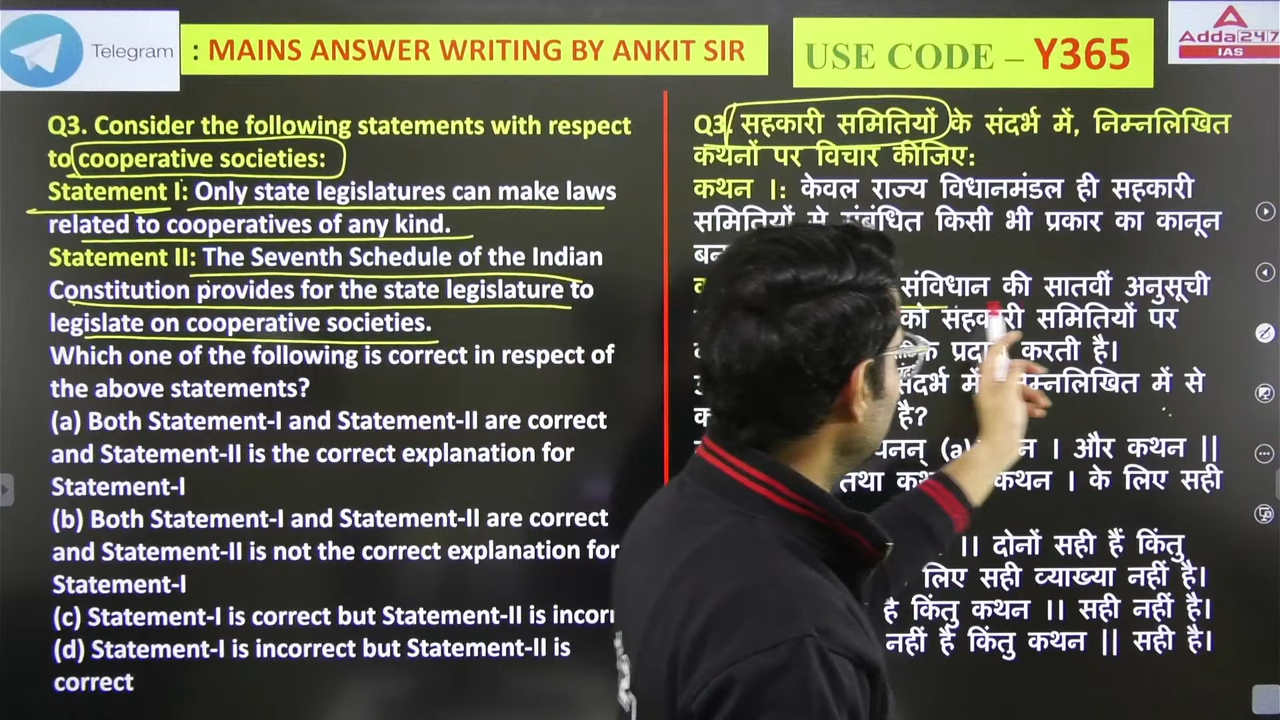 Telegram
: MAINS ANSWER WRITING BY ANKIT SIR
USE CODE – Y365
Adda247
IAS
Q3. Consider the following statements with respect
to cooperative societies:
Statement I: Only state legislatures can make laws
related to cooperatives of any kind.
Statement II: The Seventh Schedule of the Indian
Constitution provides for the state legislature to
legislate on cooperative societies.
Which one of the following is correct in respect of
the above statements?
(a) Both Statement-I and Statement-II are correct
and Statement-II is the correct explanation for
Statement-I
(b) Both Statement-I and Statement-II are correct
and Statement-II is not the correct explanation for
Statement-I
(c) Statement-I is correct but Statement-II is
(d) Statement-I is incorrect but Statement-II is
correct
Q3. सहकारी समितियों के संदर्भ में, निम्नलिखित
कथनों पर विचार कीजिए:
कथन I: केवल राज्य विधानमंडल ही सहकारी
समितियों से संबंधित किसी भी प्रकार का कानून
संविधान की सातवीं अनुसूची
को सहकारी समितियों पर
करती है।
में से
है?
(a) । और कथन ||
तथा । के लिए सही
।। दोनों सही हैं किंतु
लिए सही व्याख्या नहीं है।
है किंतु कथन ।। सही नहीं है।
नहीं है किंतु कथन || सही है।